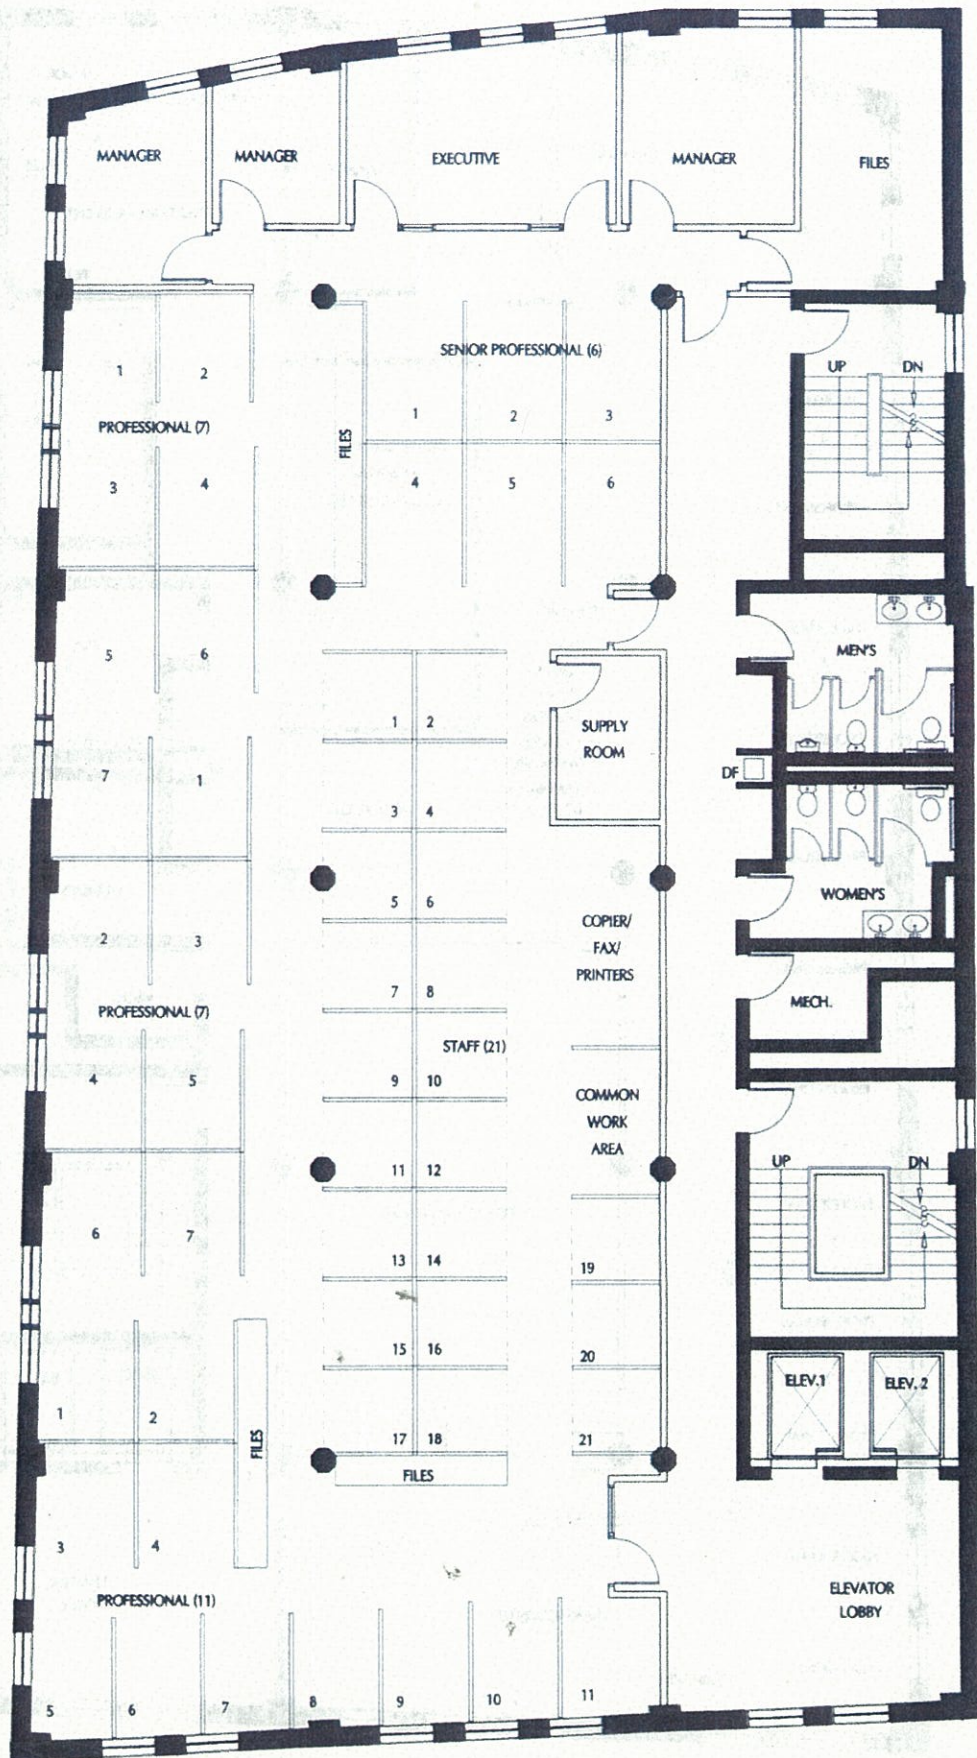 MANAGER
MANAGER
EXECUTIVE
MANAGER
FILES
SENIOR PROFESSIONAL (6)
1
2
3
FILES
4
5
6
UP
DN
1
2
PROFESSIONAL (7)
3
4
5
6
7
1
2
3
PROFESSIONAL (7)
4
5
6
7
1
2
3
4
5
6
7
8
9
10
STAFF (21)
11
12
13
14
15
16
17
18
FILES
SUPPLY
ROOM
COPIER/
FAX/
PRINTERS
COMMON
WORK
AREA
19
20
21
MEN'S
DF
WOMEN'S
MECH.
UP
DN
ELEV.1
ELEV. 2
ELEVATOR
LOBBY
1
2
FILES
3
4
PROFESSIONAL (11)
5
6
7
8
9
10
11